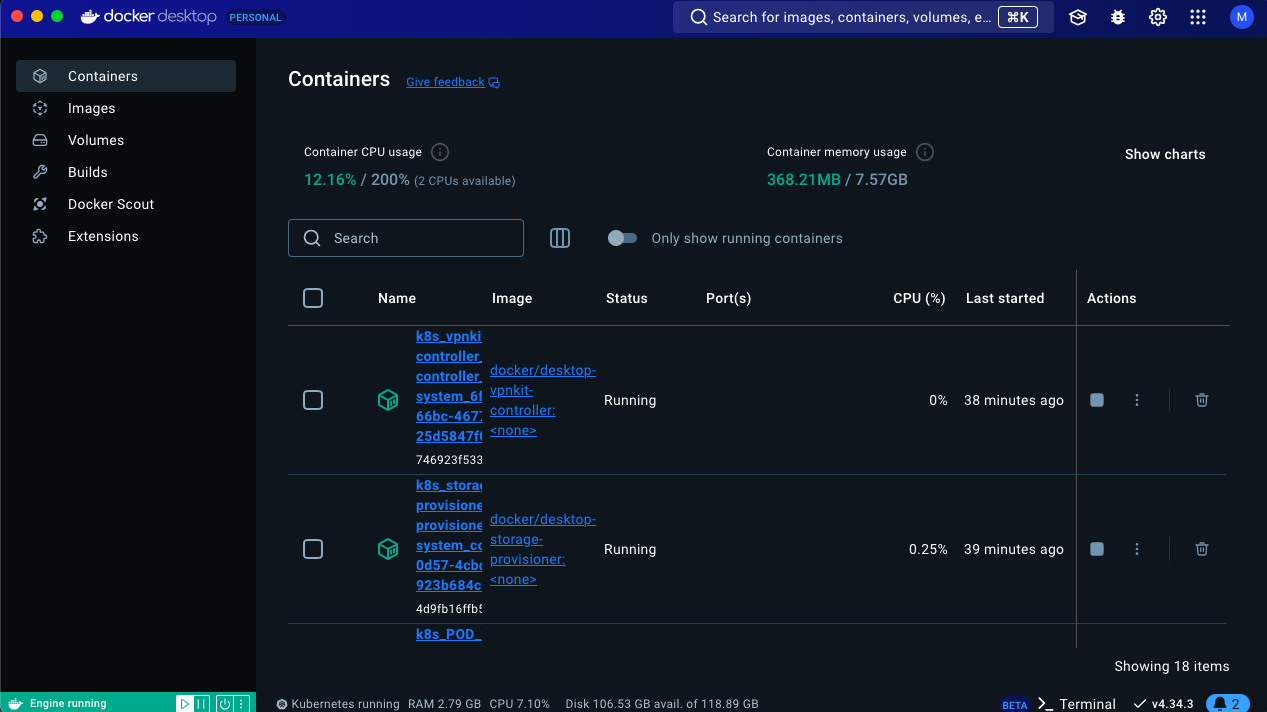 docker desktop PERSONAL
Search for images, containers, volumes, e... ⌘K
M
Containers
Images
Volumes
Builds
Docker Scout
Extensions
Containers Give feedback
Container CPU usage
12.16% / 200% (2 CPUs available)
Container memory usage
368.21MB / 7.57GB
Show charts
Search
Only show running containers
Name Image Status Port(s) CPU (%) Last started Actions
k8s_vpnki
controller_
controller_
system_6f
66bc-4677
25d5847f
746923f533
docker/desktop-
vpnkit-
controller:
<none>
Running 0% 38 minutes ago
k8s_stora
provisione
provisione
system_cc
0d57-4cb
923b684c
4d9fb16ffb5
docker/desktop-
storage-
provisioner:
<none>
Running 0.25% 39 minutes ago
k8s_POD_
Showing 18 items
Engine running
Kubernetes running RAM 2.79 GB CPU 7.10% Disk 106.53 GB avail. of 118.89 GB
BETA >_ Terminal v4.34.3 2